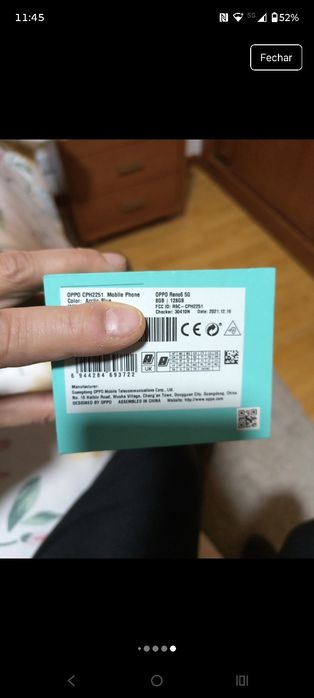 11:45
5G
52%
Fechar
OPPO CPH2251 Mobile Phone
Color: Arctic Blue
OPPO Reno6 5G
8GB | 128GB
FCC ID: R9C-CPH2251
Checker: 30410N Date: 2021.12.16
CE
UK
6 944284 693722
Manufacturer:
Guangdong OPPO Mobile Telecommunications Corp., Ltd.
No. 18 Haibin Road, Wusha Village, Chang'an Town, Dongguan City, Guangdong, China
DESIGNED BY OPPO ASSEMBLED IN CHINA Website: http://www.oppo.com